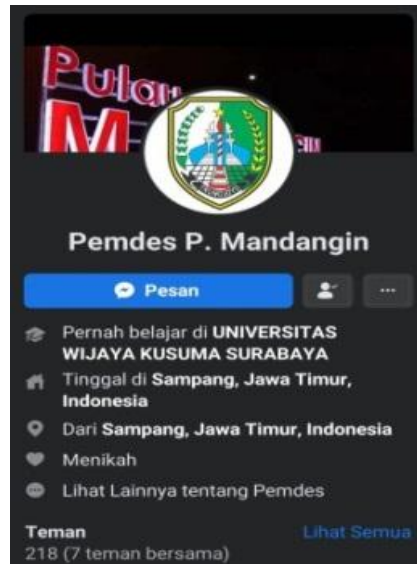 Pulau
M
Pemdes P. Mandangin
Pesan
Pernah belajar di UNIVERSITAS
WIJAYA KUSUMA SURABAYA
Tinggal di Sampang, Jawa Timur,
Indonesia
Dari Sampang, Jawa Timur, Indonesia
Menikah
Lihat Lainnya tentang Pemdes
Teman
Lihat Semua
218 (7 teman bersama)